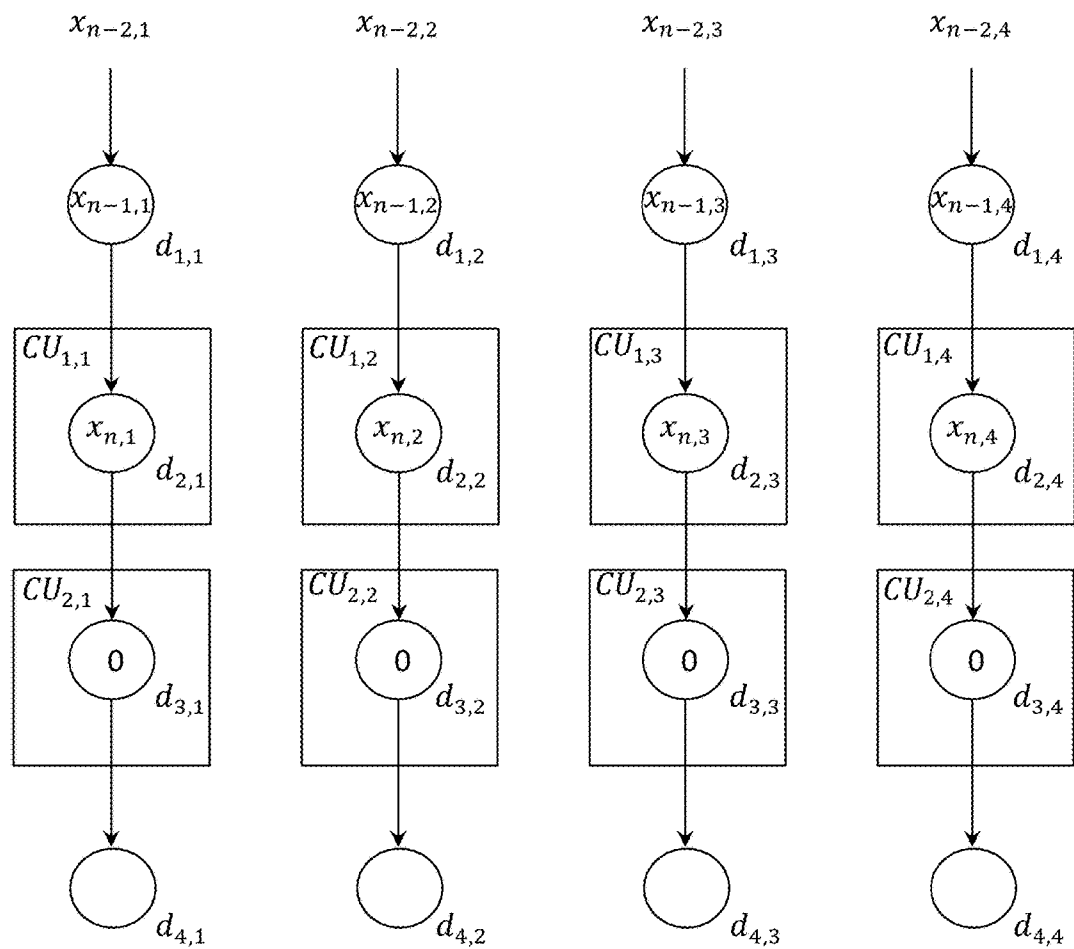 x_{n-2,1} x_{n-2,2} x_{n-2,3} x_{n-2,4}
x_{n-1,1} x_{n-1,2} x_{n-1,3} x_{n-1,4}
d_{1,1} d_{1,2} d_{1,3} d_{1,4}
CU_{1,1} CU_{1,2} CU_{1,3} CU_{1,4}
x_{n,1} x_{n,2} x_{n,3} x_{n,4}
d_{2,1} d_{2,2} d_{2,3} d_{2,4}
CU_{2,1} CU_{2,2} CU_{2,3} CU_{2,4}
0 0 0 0
d_{3,1} d_{3,2} d_{3,3} d_{3,4}
d_{4,1} d_{4,2} d_{4,3} d_{4,4}